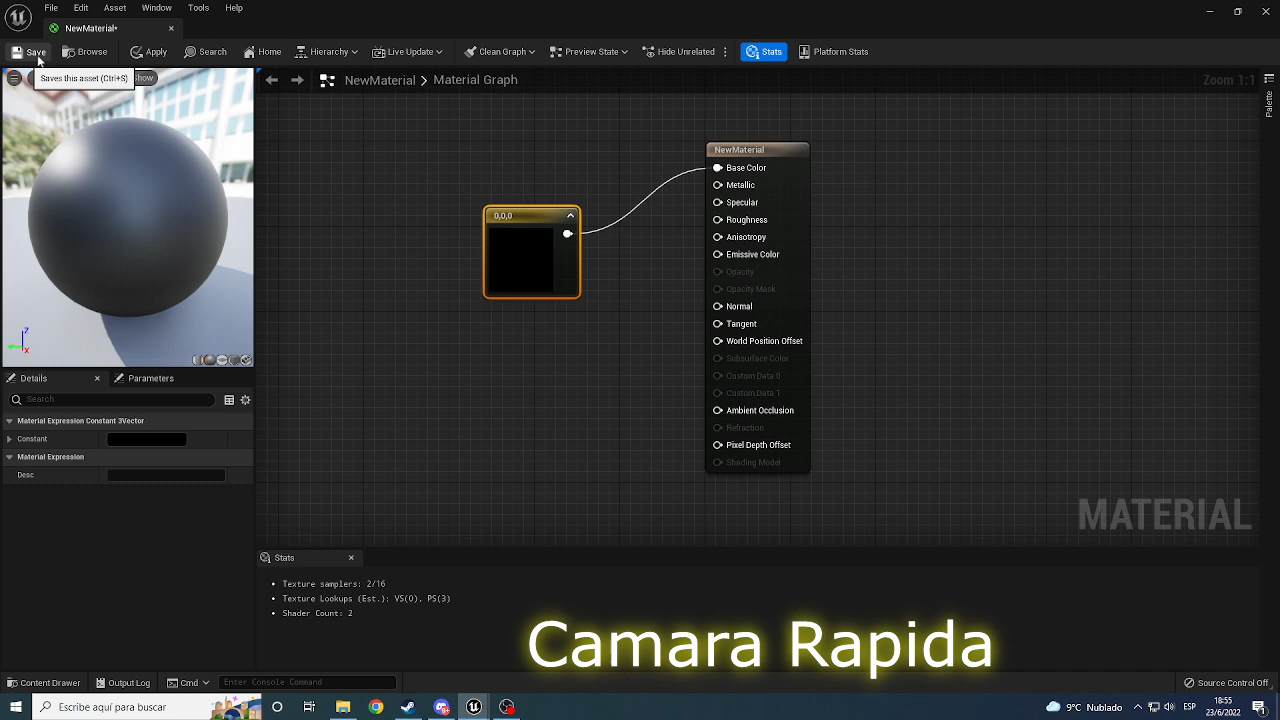 File Edit Asset Window Tools Help
NewMaterial*
Save Browse Apply Search Home Hierarchy Live Update Clean Graph Preview State Hide Unrelated Stats Platform Stats
Saves this asset (Ctrl+S) how
NewMaterial > Material Graph Zoom 1:1
Palette
NewMaterial
Base Color
Metallic
Specular
0,0,0
Roughness
Anisotropy
Emissive Color
Opacity
Opacity Mask
Normal
Tangent
World Position Offset
Subsurface Color
Custom Data 0
Custom Data 1
Ambient Occlusion
Refraction
Pixel Depth Offset
Shading Model
Z
X
Details Parameters
Search
Material Expression Constant 3Vector
Constant
Material Expression
Desc
MATERIAL
Stats
• Texture samplers: 2/16
• Texture Lookups (Est.): VS(0), PS(3)
• Shader Count: 2
Camara Rapida
Content Drawer Output Log Cmd Enter Console Command Source Control Off
Escribe aquí para buscar 9°C Nublado ESP 18:55
23/6/2022